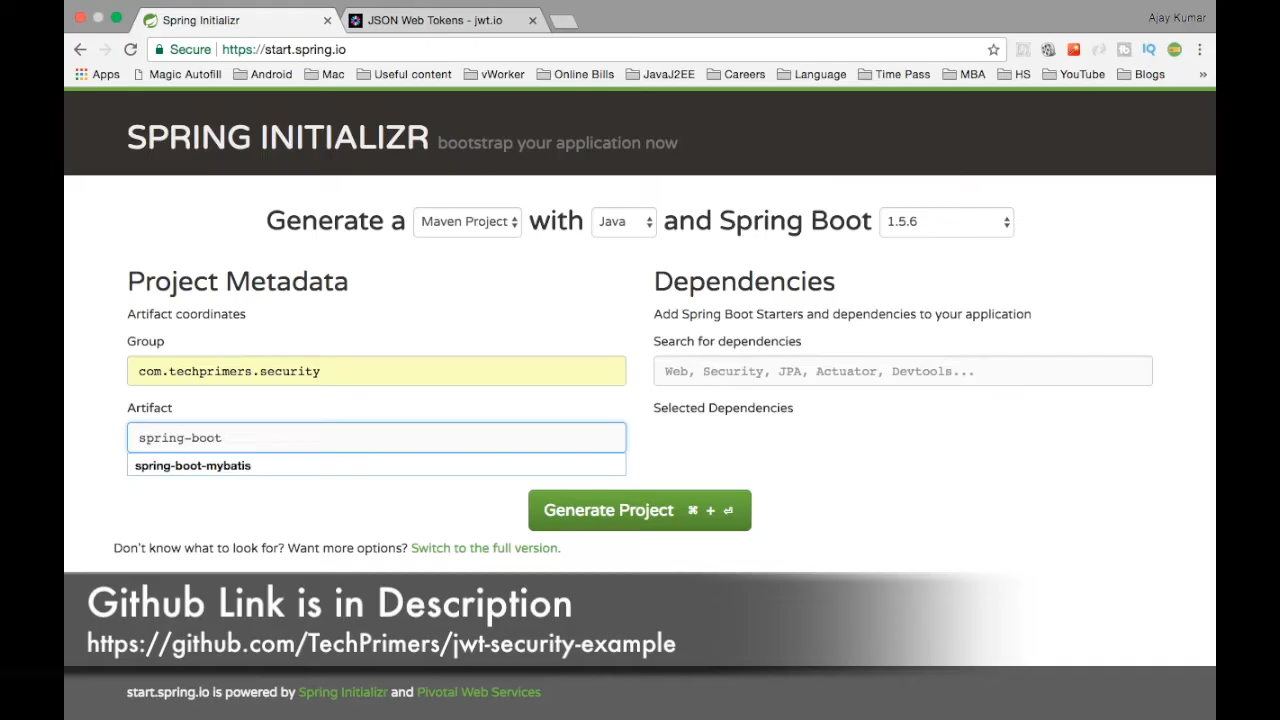 Spring Initializr
JSON Web Tokens - jwt.io
Ajay Kumar
Secure https://start.spring.io
IQ
Apps Magic Autofill Android Mac Useful content vWorker Online Bills JavaJ2EE Careers Language Time Pass MBA HS YouTube Blogs »
SPRING INITIALIZR bootstrap your application now
Generate a Maven Project with Java and Spring Boot 1.5.6
Project Metadata
Artifact coordinates
Group
com.techprimers.security
Artifact
spring-boot
spring-boot-mybatis
Dependencies
Add Spring Boot Starters and dependencies to your application
Search for dependencies
Web, Security, JPA, Actuator, Devtools...
Selected Dependencies
Generate Project ⌘ + ⏎
Don't know what to look for? Want more options? Switch to the full version.
Github Link is in Description
https://github.com/TechPrimers/jwt-security-example
start.spring.io is powered by Spring Initializr and Pivotal Web Services